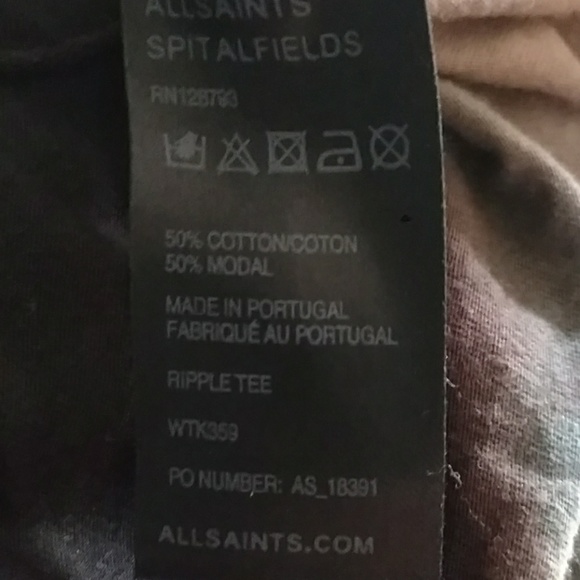 ALLSAINTS
SPITALFIELDS
RN128793
50% COTTON/COTON
50% MODAL
MADE IN PORTUGAL
FABRIQUÉ AU PORTUGAL
RIPPLE TEE
WTK359
PO NUMBER: AS_18391
ALLSAINTS.COM